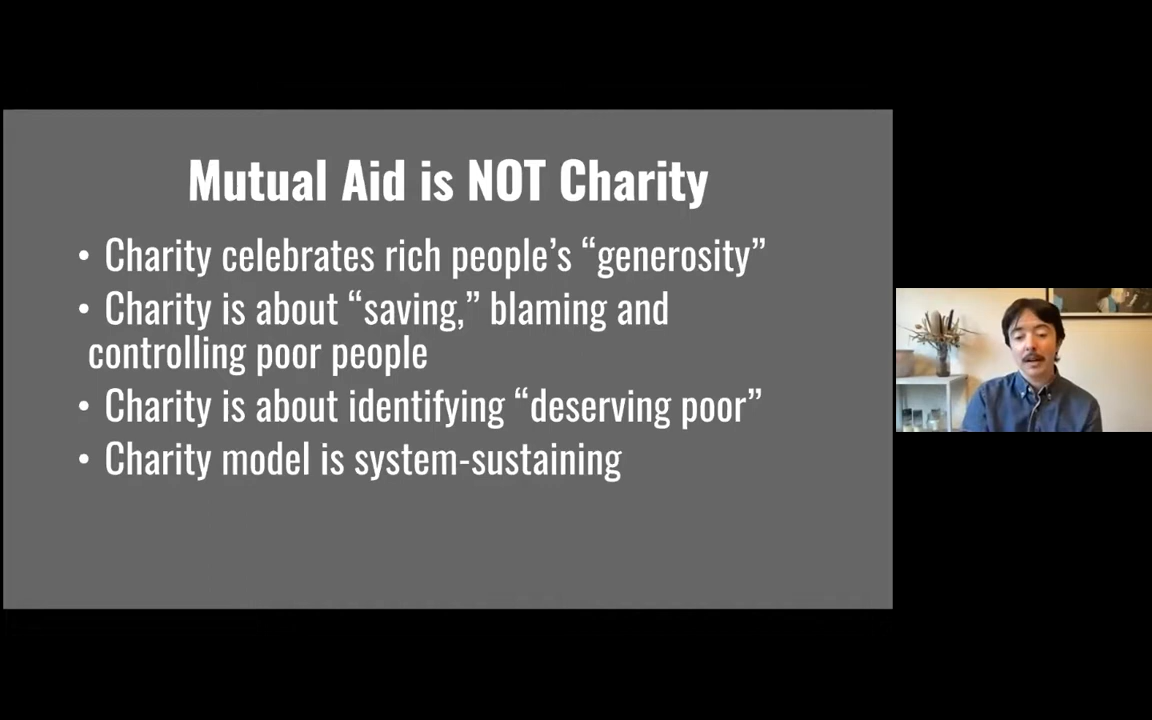 Mutual Aid is NOT Charity
• Charity celebrates rich people’s “generosity”
• Charity is about “saving,” blaming and
controlling poor people
• Charity is about identifying “deserving poor”
• Charity model is system-sustaining